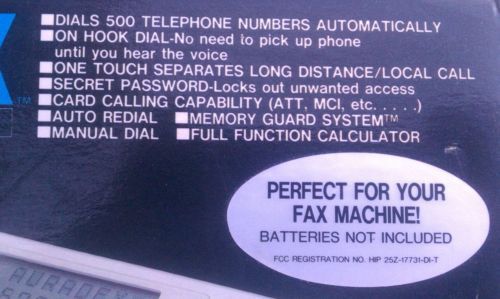 ■DIALS 500 TELEPHONE NUMBERS AUTOMATICALLY
■ON HOOK DIAL-No need to pick up phone
until you hear the voice
■ONE TOUCH SEPARATES LONG DISTANCE/LOCAL CALL
■SECRET PASSWORD-Locks out unwanted access
■CARD CALLING CAPABILITY (ATT, MCI, etc. . . . .)
■AUTO REDIAL ■MEMORY GUARD SYSTEM™
■MANUAL DIAL ■FULL FUNCTION CALCULATOR
X™
PERFECT FOR YOUR
FAX MACHINE!
BATTERIES NOT INCLUDED
FCC REGISTRATION NO. HIP 25Z-17731-DI-T